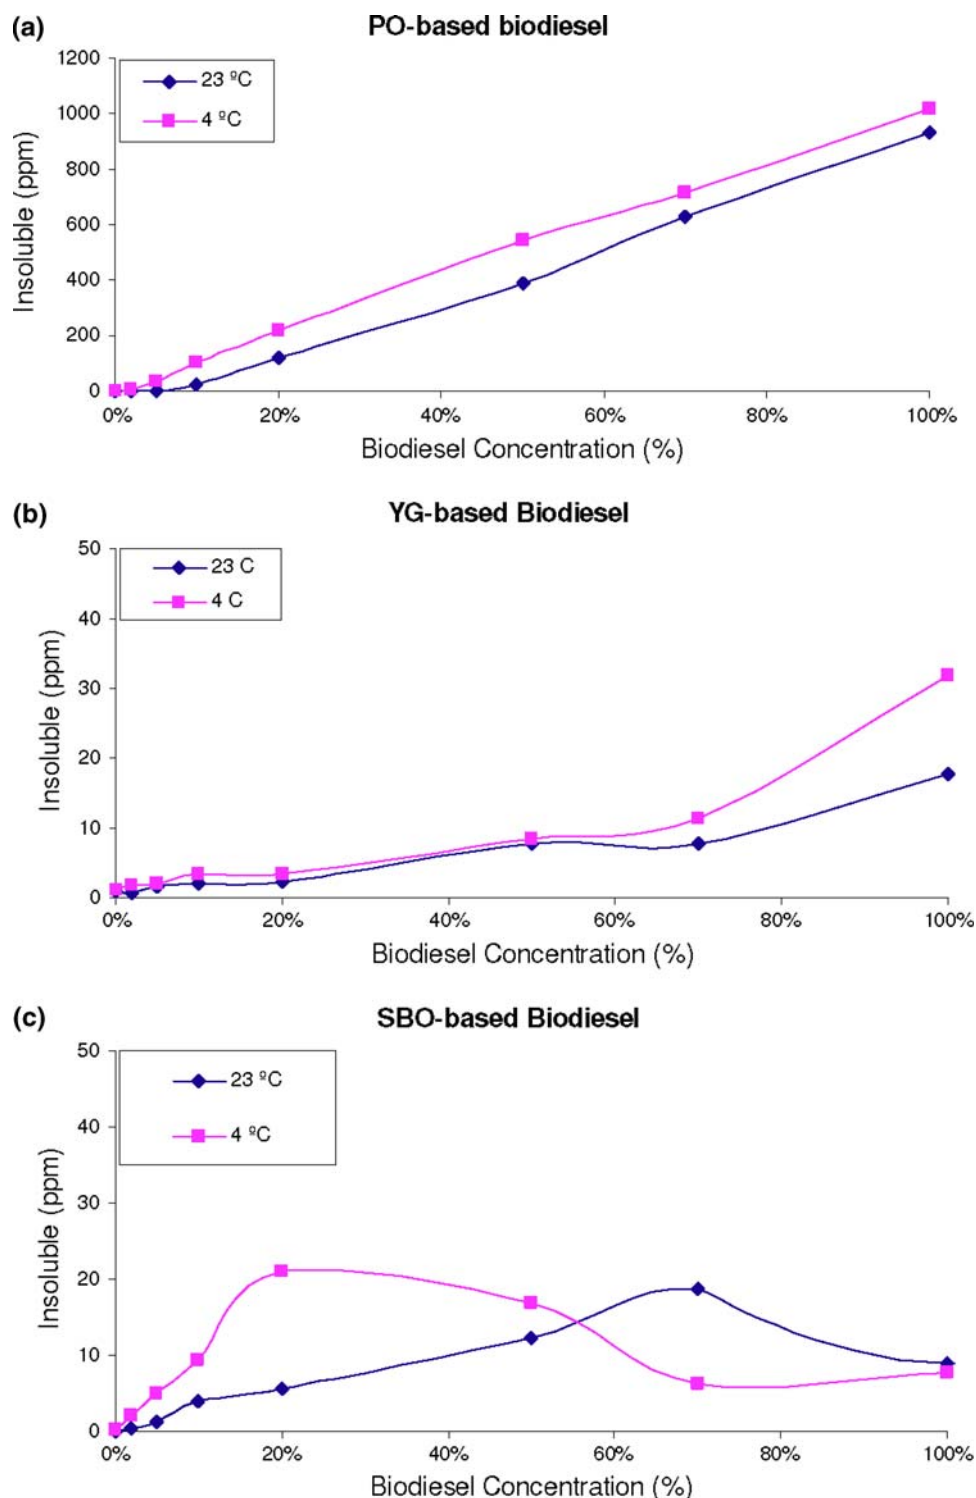 (a)
PO-based biodiesel
1200
1000
800
600
400
200
0
Insoluble (ppm)
23 ºC
4 ºC
0% 20% 40% 60% 80% 100%
Biodiesel Concentration (%)
(b)
YG-based Biodiesel
50
40
30
20
10
0
Insoluble (ppm)
23 C
4 C
0% 20% 40% 60% 80% 100%
Biodiesel Concentration (%)
(c)
SBO-based Biodiesel
50
40
30
20
10
0
Insoluble (ppm)
23 ºC
4 ºC
0% 20% 40% 60% 80% 100%
Biodiesel Concentration (%)